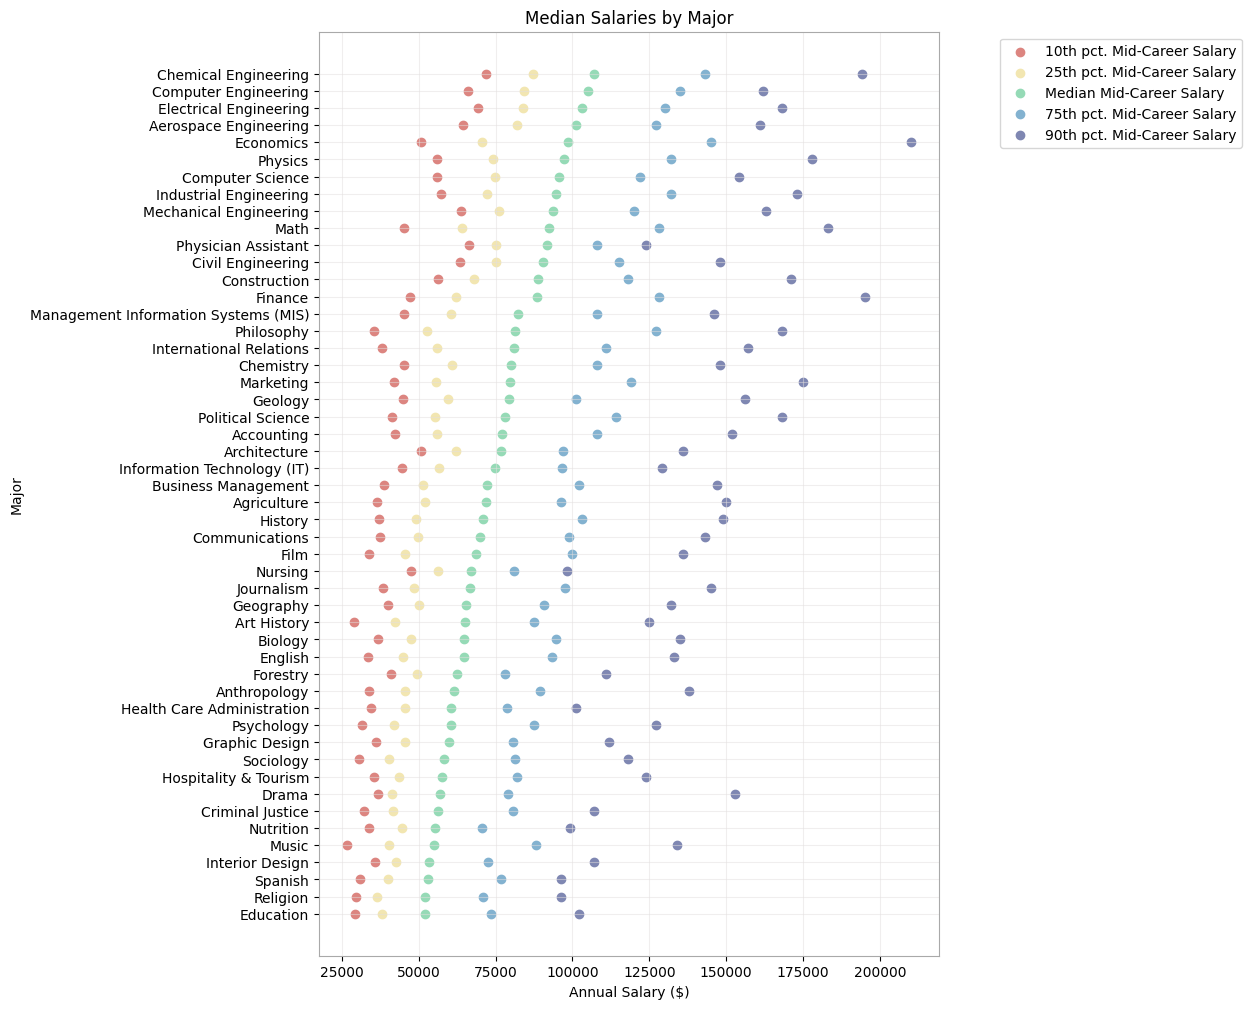 Median Salaries by Major
10th pct. Mid-Career Salary
25th pct. Mid-Career Salary
Median Mid-Career Salary
75th pct. Mid-Career Salary
90th pct. Mid-Career Salary
Major
Chemical Engineering
Computer Engineering
Electrical Engineering
Aerospace Engineering
Economics
Physics
Computer Science
Industrial Engineering
Mechanical Engineering
Math
Physician Assistant
Civil Engineering
Construction
Finance
Management Information Systems (MIS)
Philosophy
International Relations
Chemistry
Marketing
Geology
Political Science
Accounting
Architecture
Information Technology (IT)
Business Management
Agriculture
History
Communications
Film
Nursing
Journalism
Geography
Art History
Biology
English
Forestry
Anthropology
Health Care Administration
Psychology
Graphic Design
Sociology
Hospitality & Tourism
Drama
Criminal Justice
Nutrition
Music
Interior Design
Spanish
Religion
Education
25000 50000 75000 100000 125000 150000 175000 200000
Annual Salary ($)